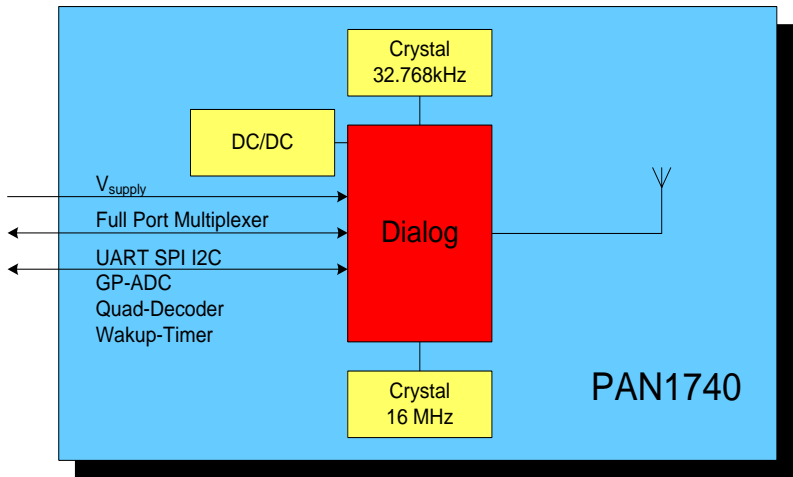 Crystal
32.768kHz
DC/DC
Vsupply
Full Port Multiplexer
Dialog
UART SPI I2C
GP-ADC
Quad-Decoder
Wakup-Timer
Crystal
16 MHz
PAN1740